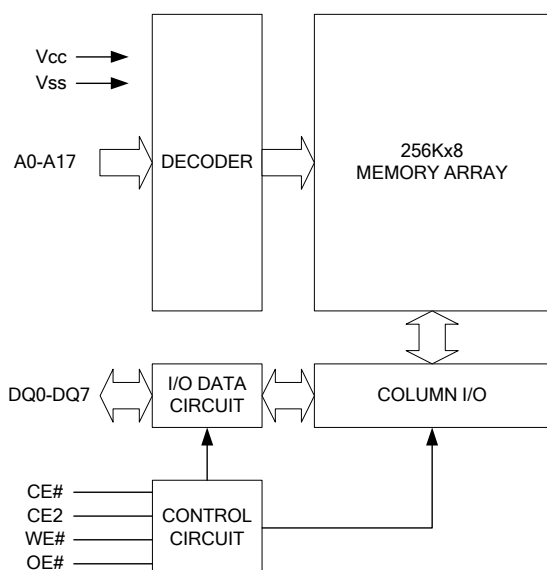 Vcc
Vss
A0-A17
DECODER
256Kx8
MEMORY ARRAY
DQ0-DQ7
I/O DATA
CIRCUIT
COLUMN I/O
CE#
CE2
WE#
OE#
CONTROL
CIRCUIT